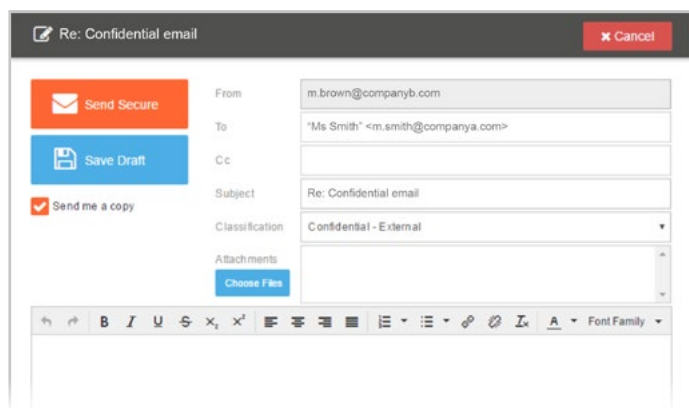 Re: Confidential email
Cancel
Send Secure
Save Draft
Send me a copy
From m.brown@companyb.com
To "Ms Smith" <m.smith@companya.com>
Cc
Subject Re: Confidential email
Classification Confidential - External
Attachments
Choose Files
B I U S x₂ x² A Font Family